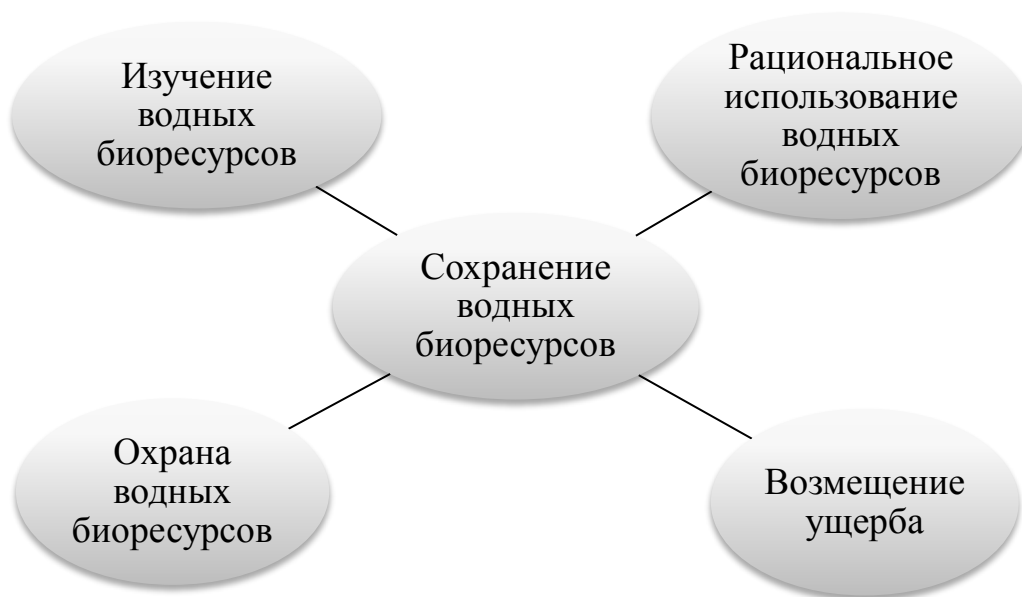 Изучение
водных
биоресурсов
Рациональное
использование
водных
биоресурсов
Сохранение
водных
биоресурсов
Охрана
водных
биоресурсов
Возмещение
ущерба